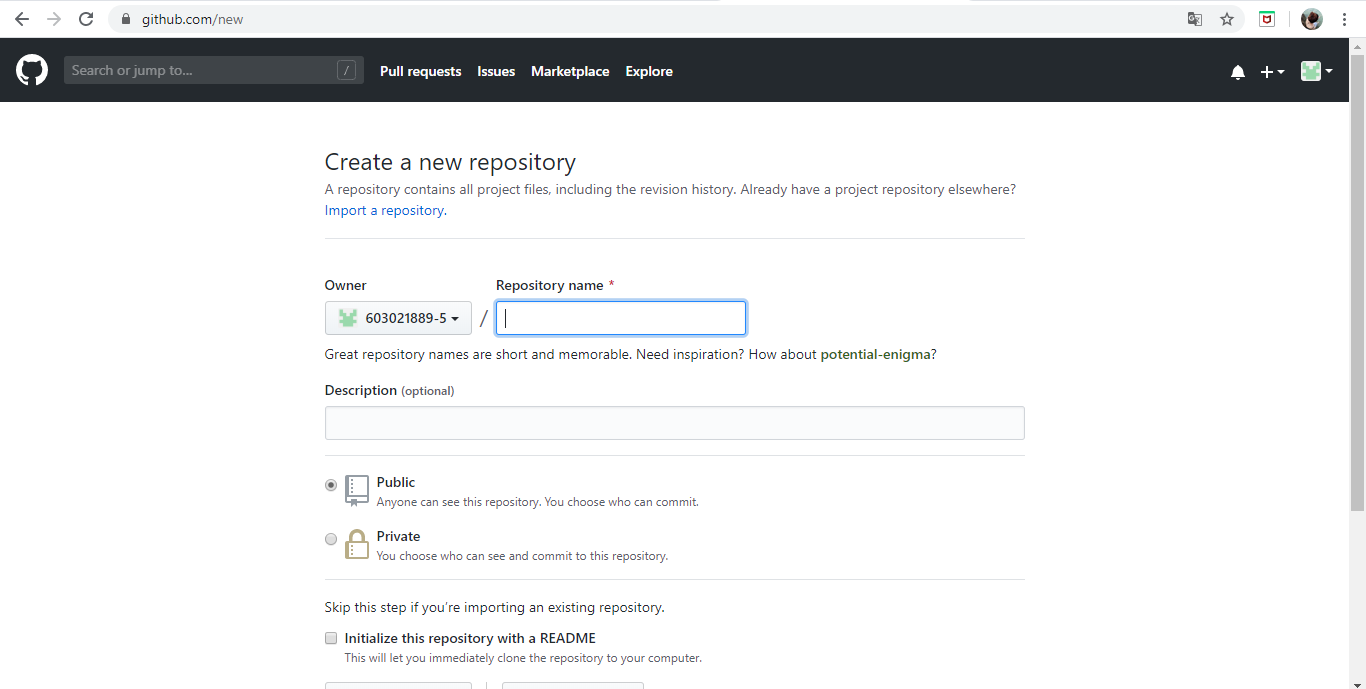 github.com/new
Search or jump to... /
Pull requests Issues Marketplace Explore
Create a new repository
A repository contains all project files, including the revision history. Already have a project repository elsewhere?
Import a repository.
Owner Repository name *
603021889-5 /
Great repository names are short and memorable. Need inspiration? How about potential-enigma?
Description (optional)
Public
Anyone can see this repository. You choose who can commit.
Private
You choose who can see and commit to this repository.
Skip this step if you’re importing an existing repository.
Initialize this repository with a README
This will let you immediately clone the repository to your computer.